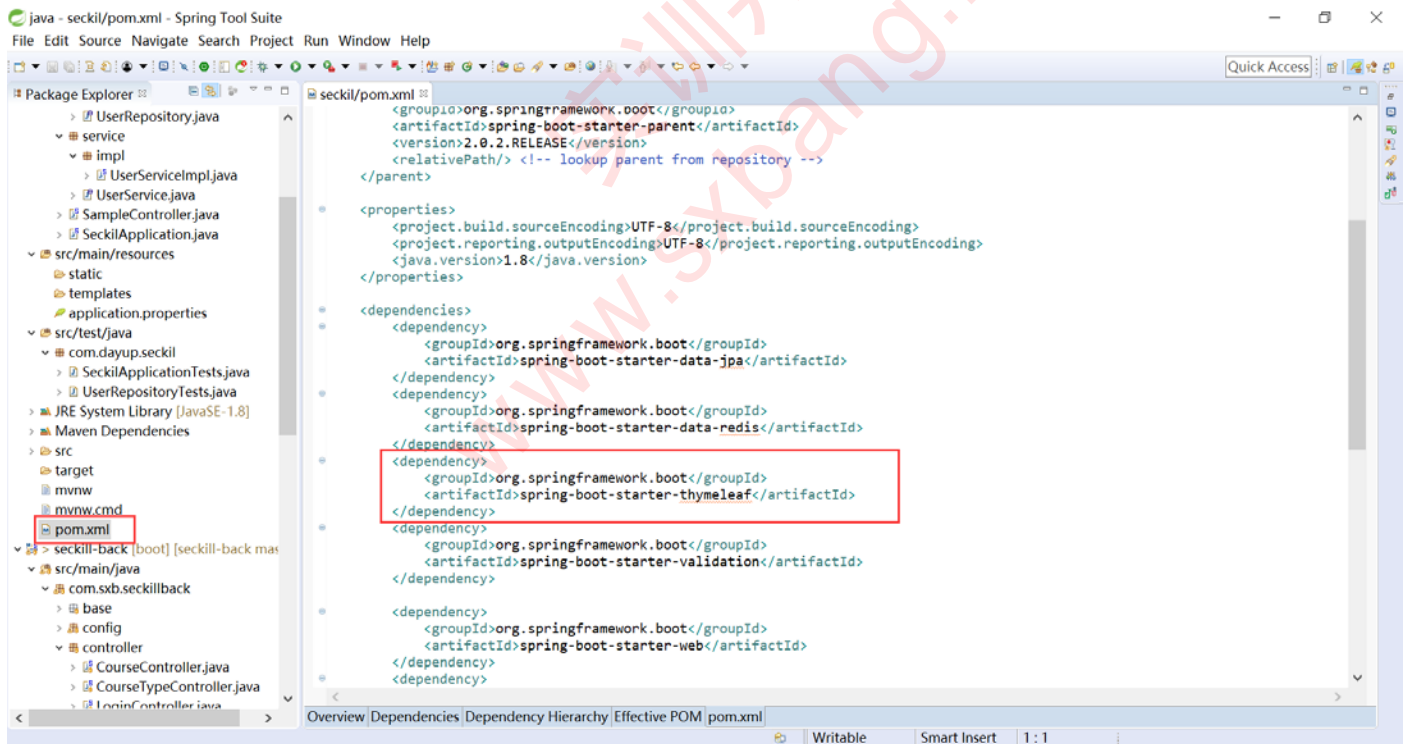 java - seckil/pom.xml - Spring Tool Suite
File Edit Source Navigate Search Project Run Window Help
Quick Access
Package Explorer
UserRepository.java
service
impl
UserServiceImpl.java
UserService.java
SampleController.java
SeckilApplication.java
src/main/resources
static
templates
application.properties
src/test/java
com.dayup.seckil
SeckilApplicationTests.java
UserRepositoryTests.java
JRE System Library [JavaSE-1.8]
Maven Dependencies
src
target
mvnw
mvnw.cmd
pom.xml
> seckill-back [boot] [seckill-back mas
src/main/java
com.sxb.seckillback
base
config
controller
CourseController.java
CourseTypeController.java
LoginController.java
seckil/pom.xml
<groupId>org.springframework.boot</groupId>
<artifactId>spring-boot-starter-parent</artifactId>
<version>2.0.2.RELEASE</version>
<relativePath/> <!-- lookup parent from repository -->
</parent>
<properties>
<project.build.sourceEncoding>UTF-8</project.build.sourceEncoding>
<project.reporting.outputEncoding>UTF-8</project.reporting.outputEncoding>
<java.version>1.8</java.version>
</properties>
<dependencies>
<dependency>
<groupId>org.springframework.boot</groupId>
<artifactId>spring-boot-starter-data-jpa</artifactId>
</dependency>
<dependency>
<groupId>org.springframework.boot</groupId>
<artifactId>spring-boot-starter-data-redis</artifactId>
</dependency>
<dependency>
<groupId>org.springframework.boot</groupId>
<artifactId>spring-boot-starter-thymeleaf</artifactId>
</dependency>
<dependency>
<groupId>org.springframework.boot</groupId>
<artifactId>spring-boot-starter-validation</artifactId>
</dependency>
<dependency>
<groupId>org.springframework.boot</groupId>
<artifactId>spring-boot-starter-web</artifactId>
</dependency>
<dependency>
Overview Dependencies Dependency Hierarchy Effective POM pom.xml
Writable Smart Insert 1 : 1
www.sxbang.